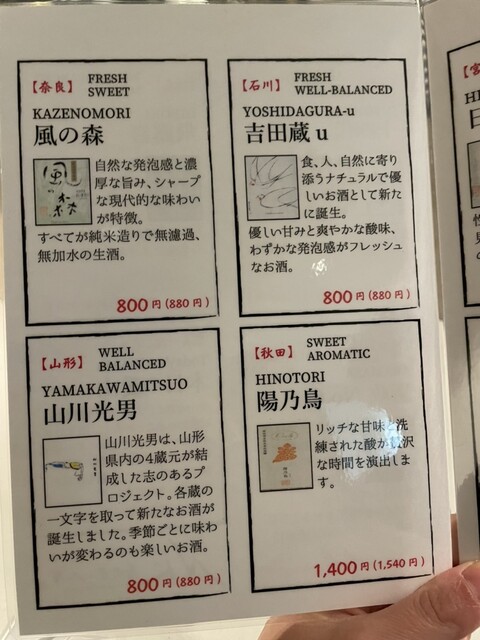 【奈良】
FRESH
SWEET
KAZENOMORI
風の森
自然な発泡感と濃
厚な旨み、シャープ
な現代的な味わい
が特徴。
すべてが純米造りで無濾過、
無加水の生酒。
800円(880円)
【石川】
FRESH
WELL-BALANCED
YOSHIDAGURA-u
吉田蔵u
食、人、自然に寄り
添うナチュラルで優
しいお酒として新た
に誕生。
優しい甘みと爽やかな酸味、
わずかな発泡感がフレッシュ
なお酒。
800円(880円)
【山形】
WELL
BALANCED
YAMAKAWAMITSUO
山川光男
山川光男は、山形
県内の4蔵元が結
成した志のあるプ
ロジェクト。各蔵の
一文字を取って新たなお酒が
誕生しました。季節ごとに味わ
いが変わるのも楽しいお酒。
800円(880円)
【秋田】
SWEET
AROMATIC
HINOTORI
陽乃鳥
リッチな甘味と洗
練された酸が贅沢
な時間を演出しま
す。
1,400円(1,540円)